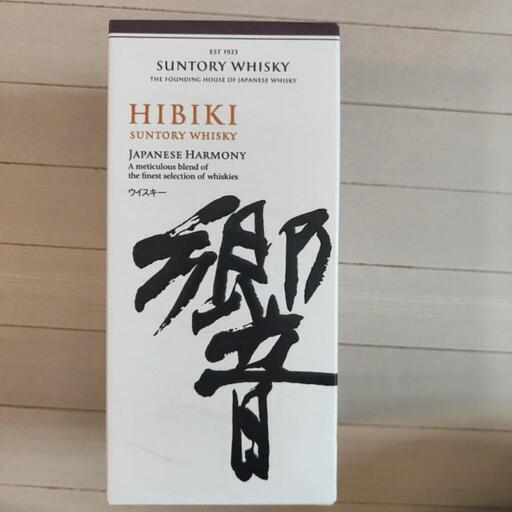 EST 1923
SUNTORY WHISKY
THE FOUNDING HOUSE OF JAPANESE WHISKY
HIBIKI
SUNTORY WHISKY
JAPANESE HARMONY
A meticulous blend of
the finest selection of whiskies
ウイスキー
響